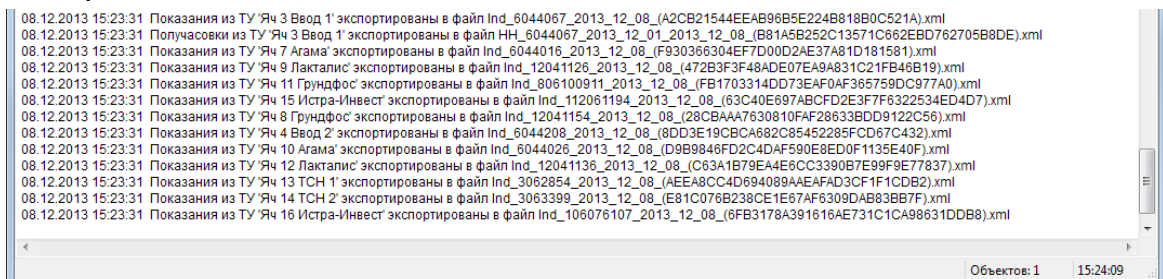 08.12.2013 15:23:31 Показания из ТУ 'Яч 3 Ввод 1' экспортированы в файл Ind_6044067_2013_12_08_(A2CB21544EEAB96B5E224B818B0C521A).xml
08.12.2013 15:23:31 Получасовки из ТУ 'Яч 3 Ввод 1' экспортированы в файл HH_6044067_2013_12_01_2013_12_08_(B81A5B252C13571C662EBD762705B8DE).xml
08.12.2013 15:23:31 Показания из ТУ 'Яч 7 Агама' экспортированы в файл Ind_6044016_2013_12_08_(F930366304EF7D00D2AE37A81D181581).xml
08.12.2013 15:23:31 Показания из ТУ 'Яч 9 Лакталис' экспортированы в файл Ind_12041126_2013_12_08_(472B3F3F48ADE07EA9A831C21FB46B19).xml
08.12.2013 15:23:31 Показания из ТУ 'Яч 11 Грундфос' экспортированы в файл Ind_806100911_2013_12_08_(FB1703314DD73EAF0AF365759DC977A0).xml
08.12.2013 15:23:31 Показания из ТУ 'Яч 15 Истра-Инвест' экспортированы в файл Ind_112061194_2013_12_08_(63C40E697ABCFD2E3F7F6322534ED4D7).xml
08.12.2013 15:23:31 Показания из ТУ 'Яч 8 Грундфос' экспортированы в файл Ind_12041154_2013_12_08_(28CBAAA7630810FAF28633BDD9122C56).xml
08.12.2013 15:23:31 Показания из ТУ 'Яч 4 Ввод 2' экспортированы в файл Ind_6044208_2013_12_08_(8DD3E19CBCA682C85452285FCD67C432).xml
08.12.2013 15:23:31 Показания из ТУ 'Яч 10 Агама' экспортированы в файл Ind_6044026_2013_12_08_(D9B9846FD2C4DAF590E8ED0F1135E40F).xml
08.12.2013 15:23:31 Показания из ТУ 'Яч 12 Лакталис' экспортированы в файл Ind_12041136_2013_12_08_(C63A1B79EA4E6CC3390B7E99F9E77837).xml
08.12.2013 15:23:31 Показания из ТУ 'Яч 13 ТСН 1' экспортированы в файл Ind_3062854_2013_12_08_(AEEA8CC4D694089AAEAFAD3CF1F1CDB2).xml
08.12.2013 15:23:31 Показания из ТУ 'Яч 14 ТСН 2' экспортированы в файл Ind_3063399_2013_12_08_(E81C076B238CE1E67AF6309DAB83BB7F).xml
08.12.2013 15:23:31 Показания из ТУ 'Яч 16 Истра-Инвест' экспортированы в файл Ind_106076107_2013_12_08_(6FB3178A391616AE731C1CA98631DDB8).xml
Объектов: 1 15:24:09